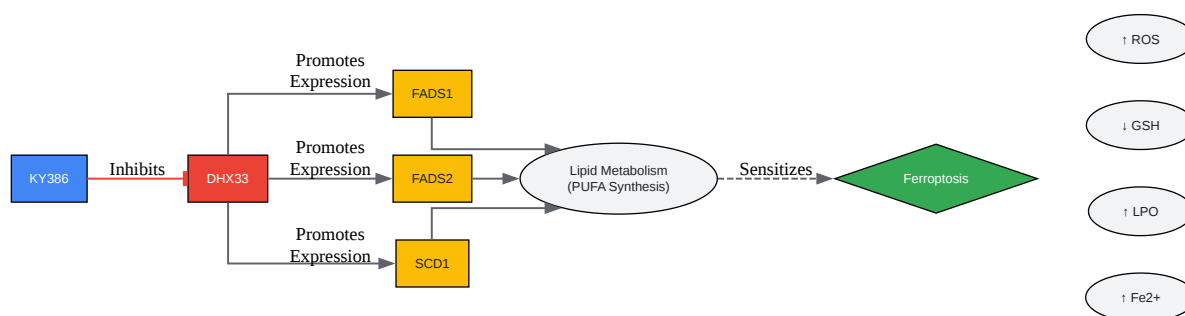 KY386
Inhibits
DHX33
Promotes
Expression
FADS1
Promotes
Expression
FADS2
Promotes
Expression
SCD1
Lipid Metabolism
(PUFA Synthesis)
Sensitizes
Ferroptosis
↑ ROS
↓ GSH
↑ LPO
↑ Fe2+